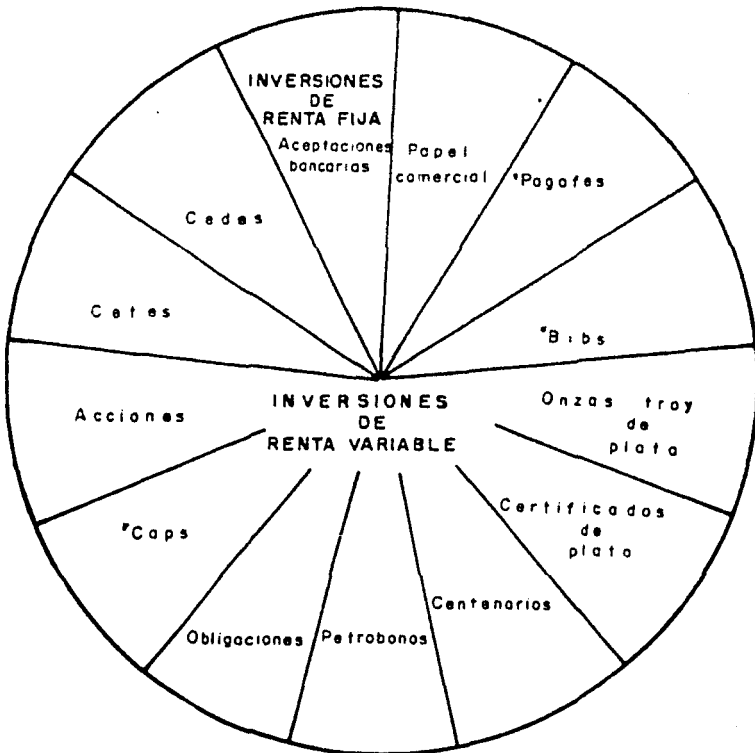 INVERSIONES
DE
RENTA FIJA
Aceptaciones
bancarias
Papel
comercial
*Pagafes
*Bibs
Cedes
Cetes
INVERSIONES
DE
RENTA VARIABLE
Acciones
*Caps
Obligaciones
Petrobonos
Centenarios
Certificados
de
plata
Onzas troy
de
plata